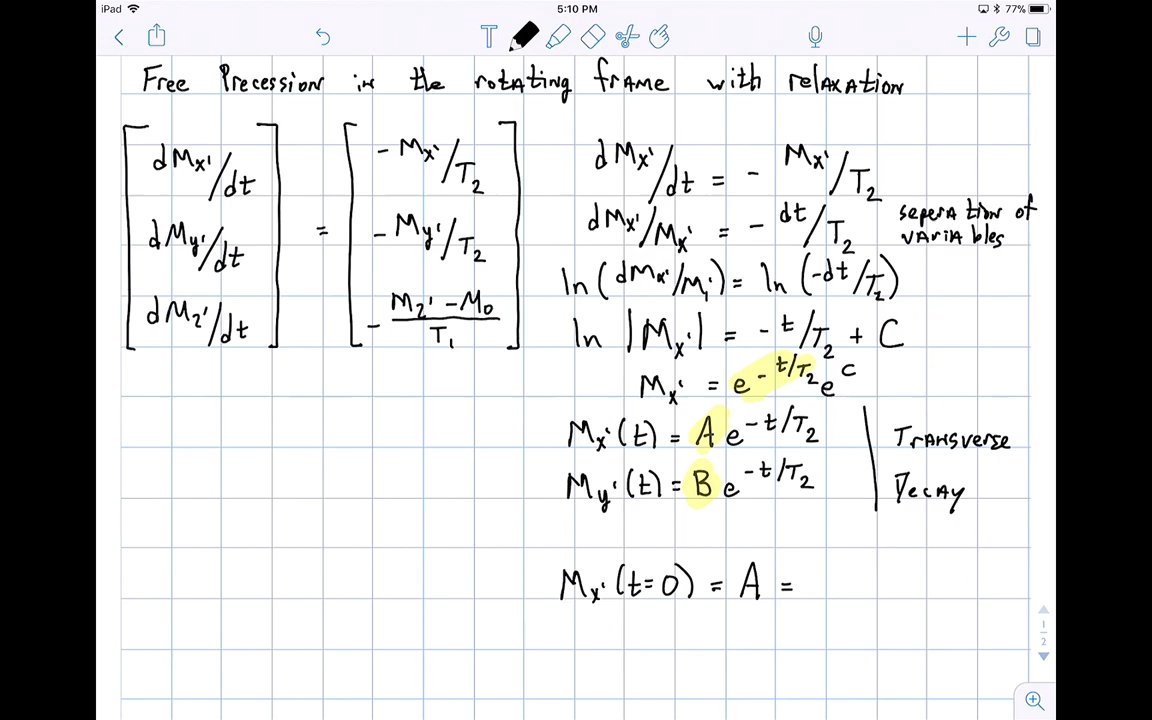 iPad 5:10 PM 77%
T
Free Precession in the rotating frame with relaxation
dMx'/dt
dMy'/dt
dMz'/dt
=
- Mx'/T2
- My'/T2
- Mz' - M0 / T1
dMx'/dt = - Mx'/T2
dMx'/Mx' = - dt/T2
seperation of
variables
ln(dMx'/Mx') = ln(-dt/T2)
ln |Mx'| = -t/T2 + C
Mx' = e^-t/T2 e^C
Mx'(t) = A e^-t/T2
My'(t) = B e^-t/T2
Transverse
Decay
Mx'(t=0) = A =
1/2